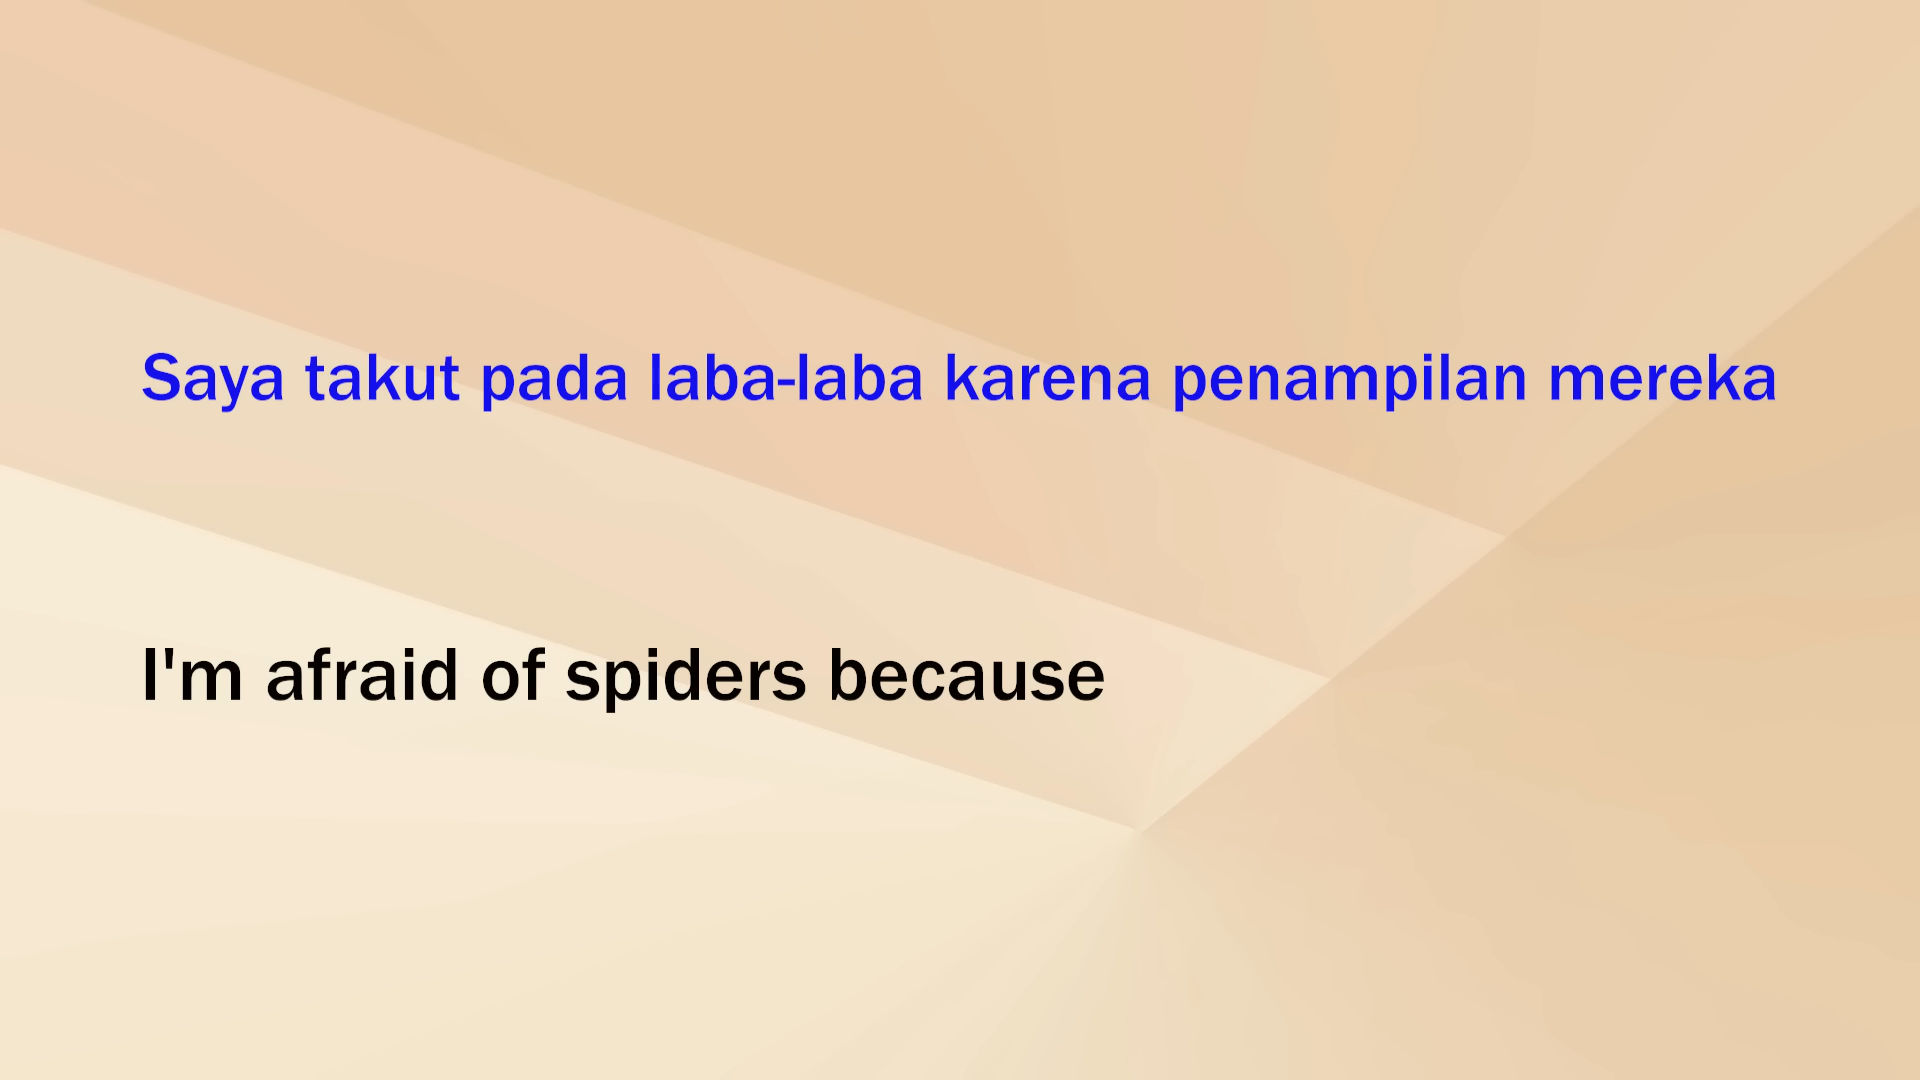 Saya takut pada laba-laba karena penampilan mereka
I'm afraid of spiders because